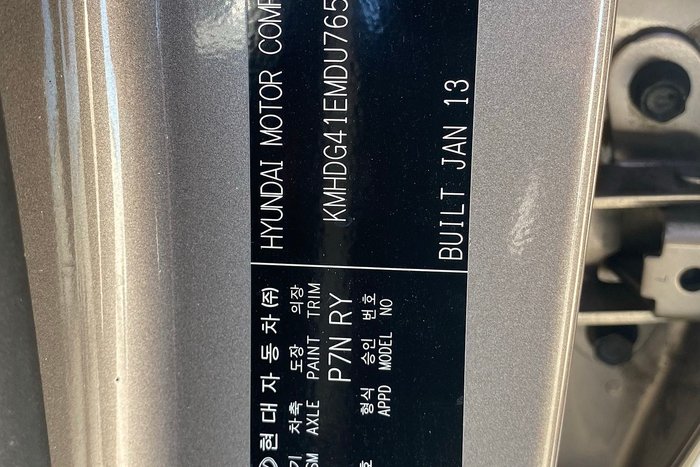 현대자동차(주) HYUNDAI MOTOR
차축 도장 의장
AXLE PAINT TRIM KMHDG41EMDU765
P7N RY
형식 승인 번호
APPD MODEL NO BUILT JAN 13